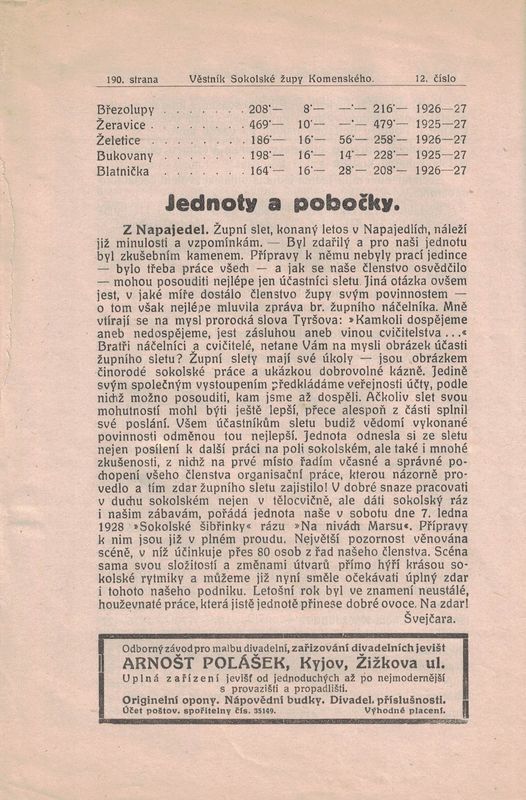 190. strana Věstník Sokolské župy Komenského. 12. číslo
Březolupy . . . . . . . 208·— 8·— —·— 216·— 1926—27
Žeravice . . . . . . . 469·— 10·— —·— 479·— 1925—27
Želetice . . . . . . . 186·— 16·— 56·— 258·— 1926—27
Bukovany . . . . . . 198·— 16·— 14·— 228·— 1925—27
Blatnička . . . . . . 164·— 16·— 28·— 208·— 1926—27
Jednoty a pobočky.
Z Napajedel. Župní slet, konaný letos v Napajedlích, náleží
již minulosti a vzpomínkám. — Byl zdařilý a pro naši jednotu
byl zkušebním kamenem. Přípravy k němu nebyly prací jedince
— bylo třeba práce všech — a jak se naše členstvo osvědčilo
— mohou posouditi nejlépe jen účastníci sletu. Jiná otázka ovšem
jest, v jaké míře dostálo členstvo župy svým povinnostem —
o tom však nejlépe mluvila zpráva br. župního náčelníka. Mně
vtírají se na mysl prorocká slova Tyršova: »Kamkoli dospějeme
aneb nedospějeme, jest zásluhou aneb vinou cvičitelstva . . .«
Bratři náčelníci a cvičitelé, netane Vám na mysli obrázek účasti
župního sletu? Župní slety mají své úkoly — jsou obrázkem
činorodé sokolské práce a ukázkou dobrovolné kázně. Jedině
svým společným vystoupením předkládáme veřejnosti účty, podle
nichž možno posouditi, kam jsme až dospěli. Ačkoliv slet svou
mohutností mohl býti ještě lepší, přece alespoň z části splnil
své poslání. Všem účastníkům sletu budiž vědomí vykonané
povinnosti odměnou tou nejlepší. Jednota odnesla si ze sletu
nejen posílení k další práci na poli sokolském, ale také i mnohé
zkušenosti, z nichž na prvé místo řadím včasné a správné po-
chopení všeho členstva organisační práce, kterou názorně pro-
vedlo a tím zdar župního sletu zajistilo! V dobré snaze pracovati
v duchu sokolském nejen v tělocvičně, ale dáti sokolský ráz
i našim zábavám, pořádá jednota naše v sobotu dne 7. ledna
1928 »Sokolské šibřinky« rázu »Na nivách Marsu«. Přípravy
k nim jsou již v plném proudu. Největší pozornost věnována
scéně, v níž účinkuje přes 80 osob z řad našeho členstva. Scéna
sama svou složitostí a změnami útvarů přímo hýří krásou so-
kolské rytmiky a můžeme již nyní směle očekávati úplný zdar
i tohoto našeho podniku. Letošní rok byl ve znamení neustálé,
houževnaté práce, která jistě jednotě přinese dobré ovoce. Na zdar!
Švejčara.
Odborný závod pro malbu divadelní, zařizování divadelních jevišt
ARNOŠT POLÁŠEK, Kyjov, Žižkova ul.
Úplná zařízení jevišť od jednoduchých až po nejmodernější
s provazišti a propadlišti.
Originelní opony. Nápovědní budky. Divadel. příslušnosti.
Účet poštov. spořitelny čís. 35149. Výhodné placení.